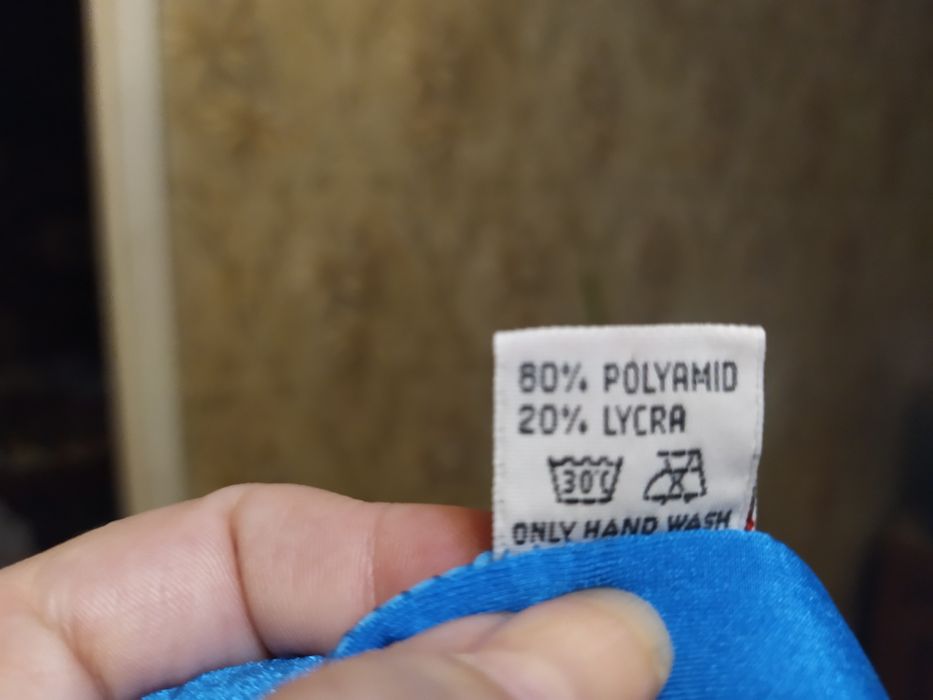 80% POLYAMID
20% LYCRA
30°C
ONLY HAND WASH